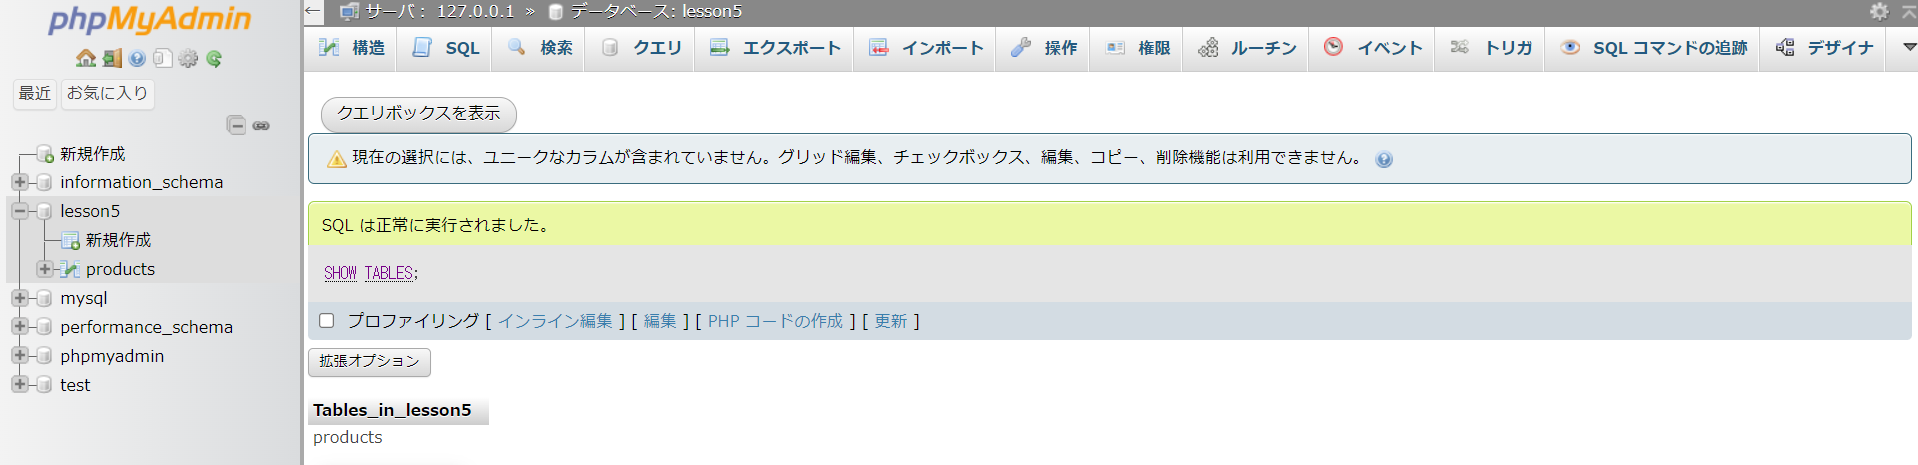 phpMyAdmin
最近 お気に入り
新規作成
information_schema
lesson5
新規作成
products
mysql
performance_schema
phpmyadmin
test
← サーバ： 127.0.0.1 » データベース: lesson5
構造 SQL 検索 クエリ エクスポート インポート 操作 権限 ルーチン イベント トリガ SQL コマンドの追跡 デザイナ
クエリボックスを表示
現在の選択には、ユニークなカラムが含まれていません。グリッド編集、チェックボックス、編集、コピー、削除機能は利用できません。
SQL は正常に実行されました。
SHOW TABLES;
プロファイリング [ インライン編集 ] [ 編集 ] [ PHP コードの作成 ] [ 更新 ]
拡張オプション
Tables_in_lesson5
products